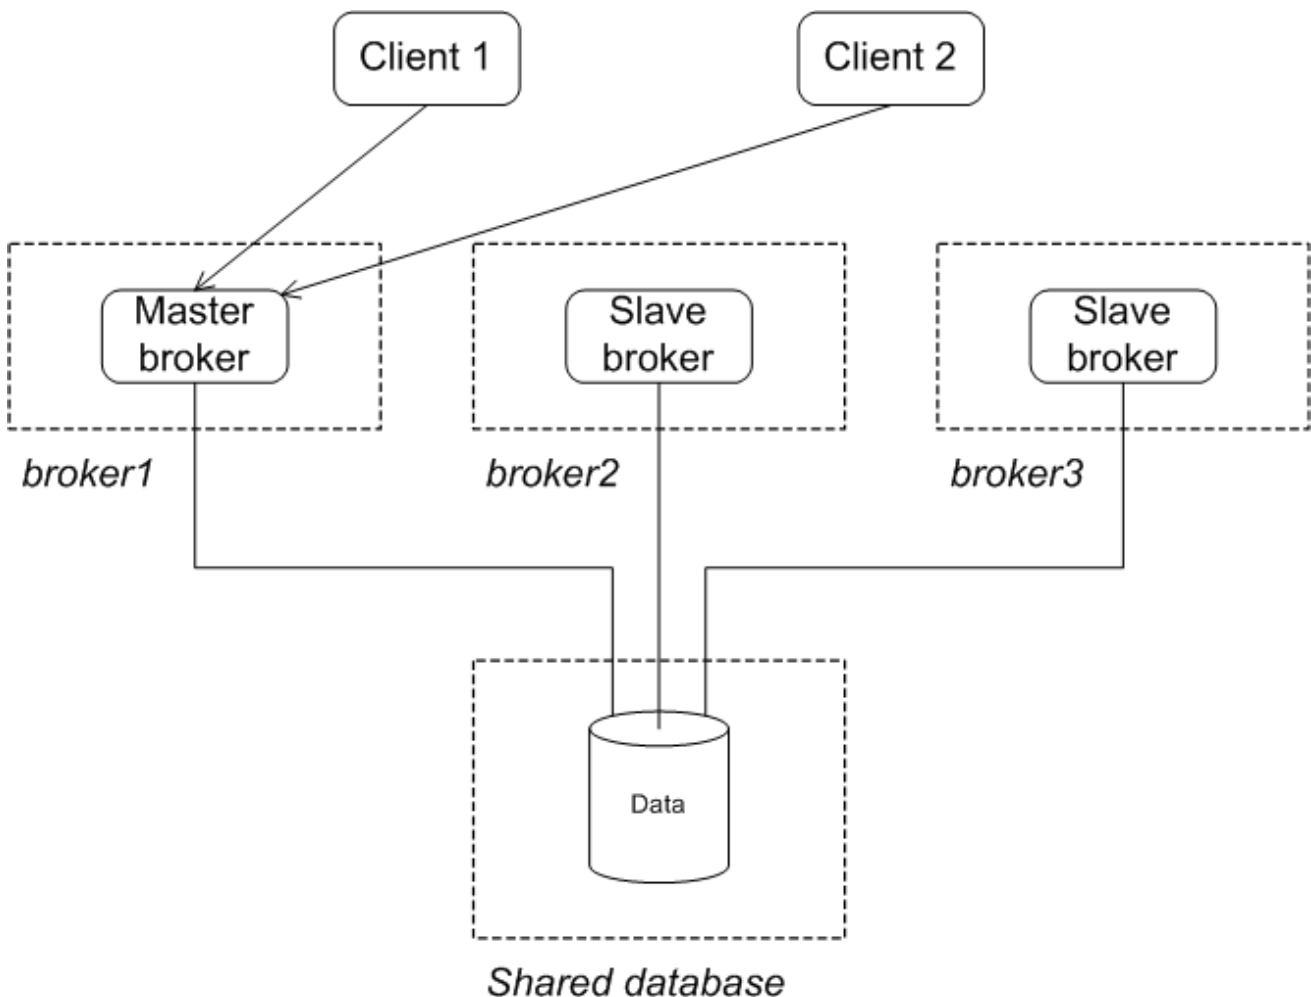 Client 1
Client 2
Master
broker
Slave
broker
Slave
broker
broker1
broker2
broker3
Data
Shared database